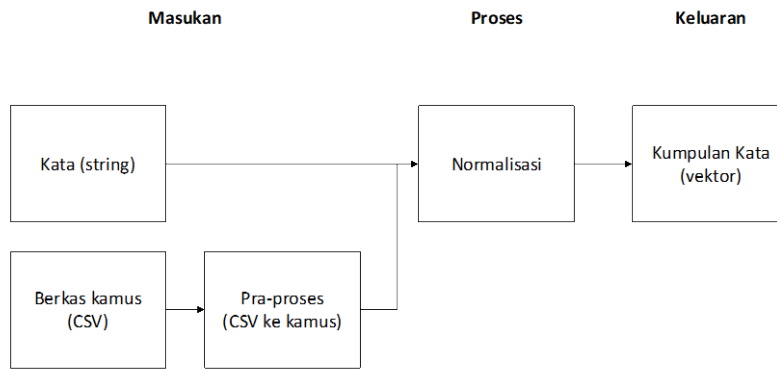 Masukan
Proses
Keluaran
Kata (string)
Normalisasi
Kumpulan Kata
(vektor)
Berkas kamus
(CSV)
Pra-proses
(CSV ke kamus)